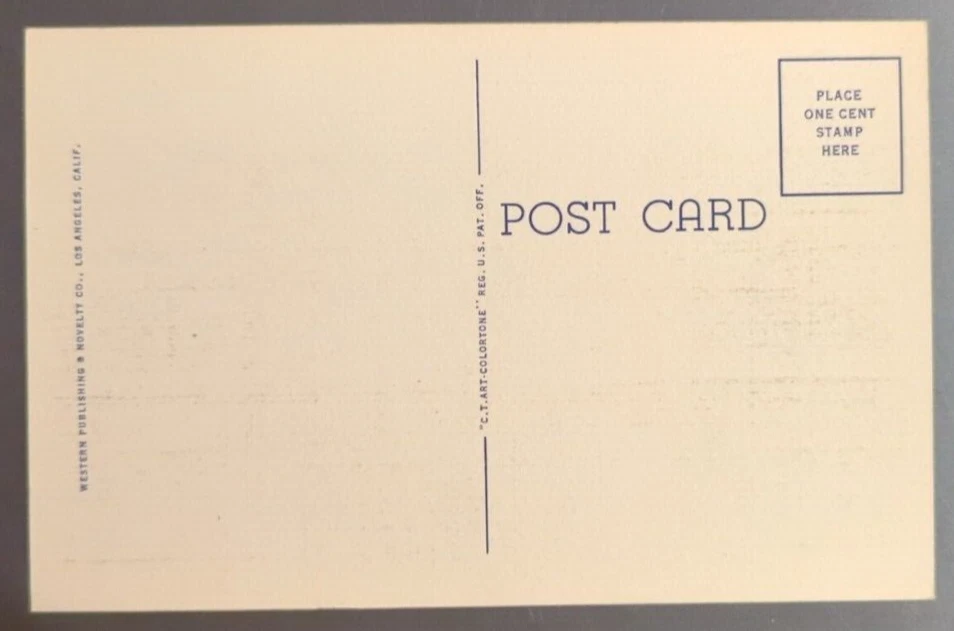 WESTERN PUBLISHING & NOVELTY CO., LOS ANGELES, CALIF.
"C.T. ART-COLORTONE" REG. U.S. PAT. OFF.
POST CARD
PLACE
ONE CENT
STAMP
HERE